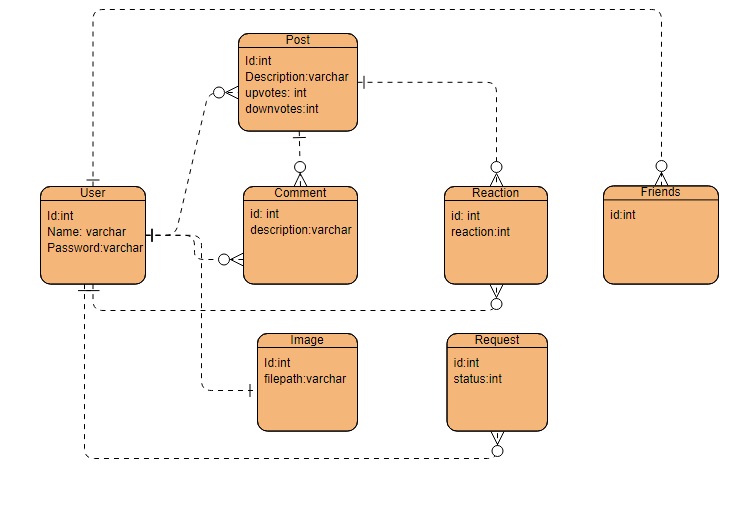 Post
Id:int
Description:varchar
upvotes: int
downvotes:int
User
Id:int
Name: varchar
Password:varchar
Comment
id: int
description:varchar
Reaction
id: int
reaction:int
Friends
id:int
Image
Id:int
filepath:varchar
Request
id:int
status:int